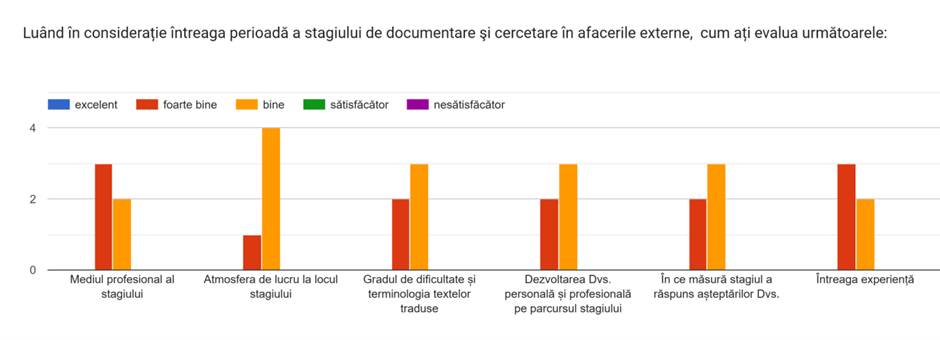 Luând în considerație întreaga perioadă a stagiului de documentare şi cercetare în afacerile externe, cum ați evalua următoarele:
excelent foarte bine bine sătisfăcător nesătisfăcător
4
2
0
Mediul profesional al
stagiului
Atmosfera de lucru la locul
stagiului
Gradul de dificultate și
terminologia textelor
traduse
Dezvoltarea Dvs.
personală și profesională
pe parcursul stagiului
În ce măsură stagiul a
răspuns așteptărilor Dvs.
Întreaga experiență